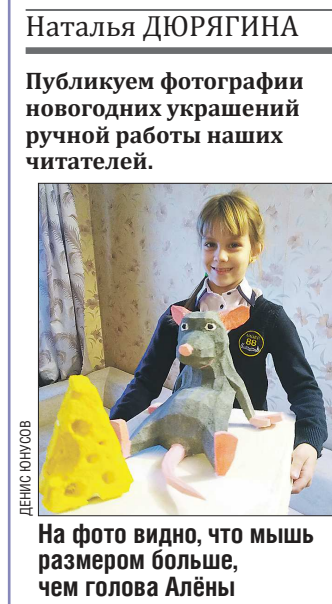 Наталья ДЮРЯГИНА
Публикуем фотографии
новогодних украшений
ручной работы наших
читателей.
ДЕНИС ЮНУСОВ
88
На фото видно, что мышь
размером больше,
чем голова Алёны